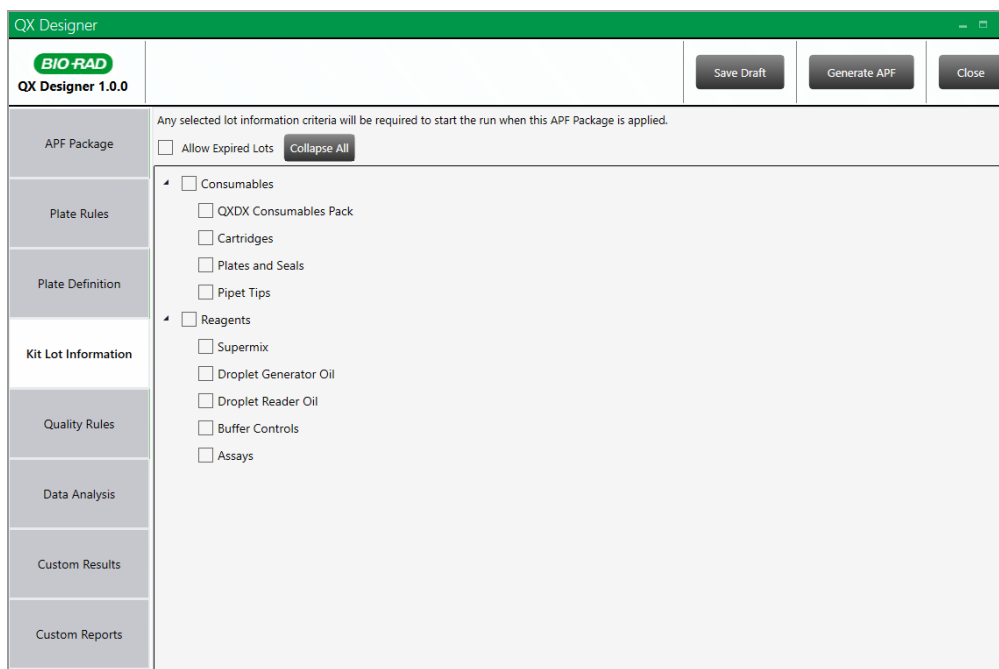 QX Designer
BIO-RAD
QX Designer 1.0.0
Save Draft
Generate APF
Close
APF Package
Plate Rules
Plate Definition
Kit Lot Information
Quality Rules
Data Analysis
Custom Results
Custom Reports
Any selected lot information criteria will be required to start the run when this APF Package is applied.
Allow Expired Lots
Collapse All
Consumables
QXDX Consumables Pack
Cartridges
Plates and Seals
Pipet Tips
Reagents
Supermix
Droplet Generator Oil
Droplet Reader Oil
Buffer Controls
Assays